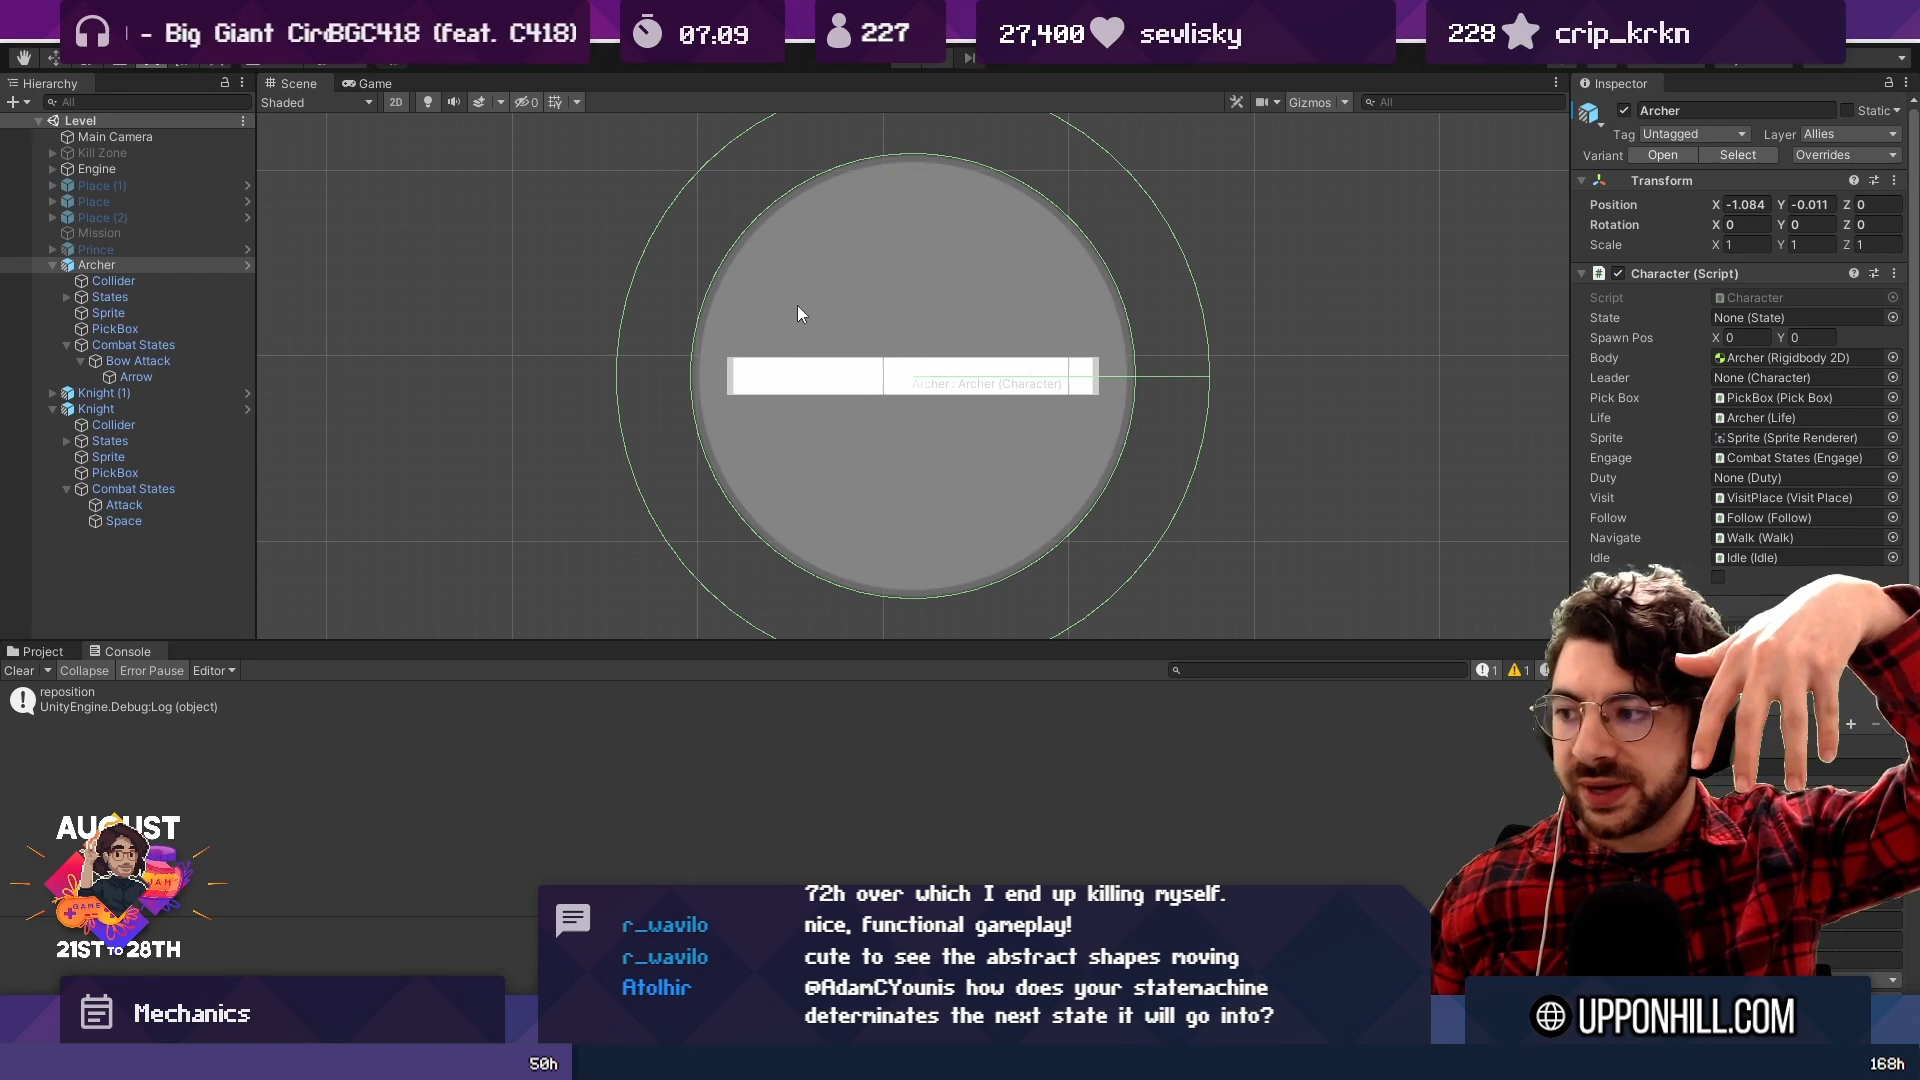 - Big Giant CirBGC418 (feat. C418)
07:09
227
27,400 sevlisky
228 crip_krkn
Hierarchy
All
Level
Main Camera
Kill Zone
Engine
Place (1)
Place
Place (2)
Mission
Prince
Archer
Collider
States
Sprite
PickBox
Combat States
Bow Attack
Arrow
Knight (1)
Knight
Collider
States
Sprite
PickBox
Combat States
Attack
Space
Scene
Game
Shaded
2D
0
Gizmos
All
Archer : Archer (Character)
Inspector
Archer
Static
Tag Untagged Layer Allies
Variant Open Select Overrides
Transform
Position X -1.084 Y -0.011 Z 0
Rotation X 0 Y 0 Z 0
Scale X 1 Y 1 Z 1
Character (Script)
Script Character
State None (State)
Spawn Pos X 0 Y 0
Body Archer (Rigidbody 2D)
Leader None (Character)
Pick Box PickBox (Pick Box)
Life Archer (Life)
Sprite Sprite (Sprite Renderer)
Engage Combat States (Engage)
Duty None (Duty)
Visit VisitPlace (Visit Place)
Follow Follow (Follow)
Navigate Walk (Walk)
Idle Idle (Idle)
Project
Console
Clear Collapse Error Pause Editor
1 1
reposition
UnityEngine.Debug:Log (object)
AUGUST
GAME
JAM
21ST TO 28TH
Mechanics
72h over which I end up killing myself.
r_wavilo nice, functional gameplay!
r_wavilo cute to see the abstract shapes moving
Atolhir @AdamCYounis how does your statemachine
determinates the next state it will go into?
UPPONHILL.COM
50h
168h